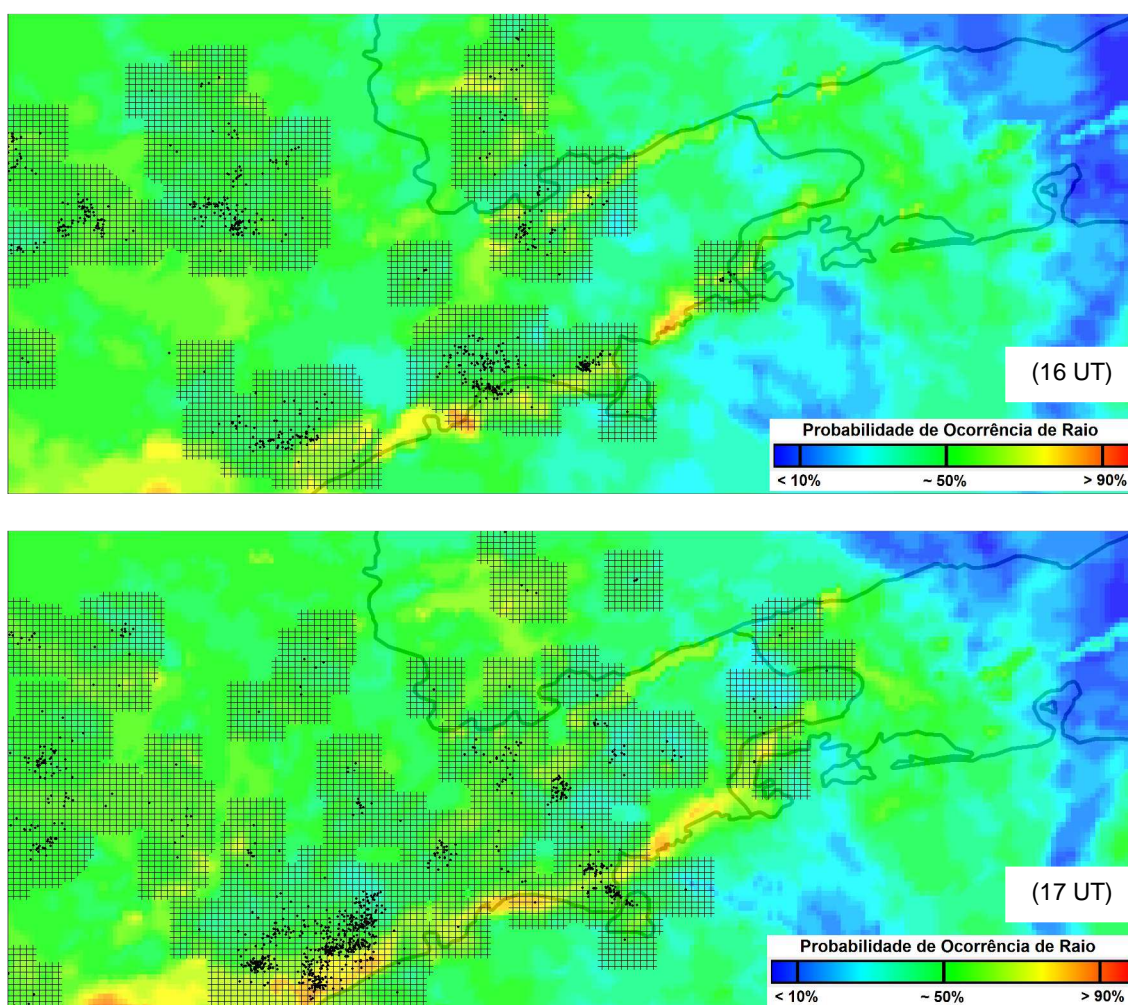 (16 UT)
Probabilidade de Ocorrência de Raio
< 10% ~ 50% > 90%
(17 UT)
Probabilidade de Ocorrência de Raio
< 10% ~ 50% > 90%